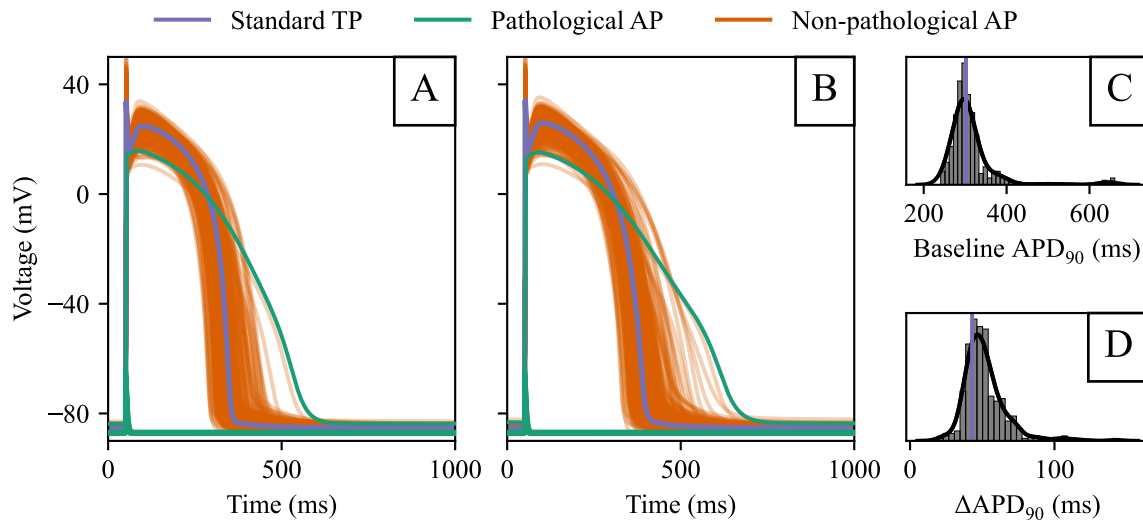 Standard TP
Pathological AP
Non-pathological AP
Voltage (mV)
40
0
−40
−80
A
0
500
1000
Time (ms)
B
0
500
1000
Time (ms)
C
200
400
600
Baseline APD90 (ms)
D
0
100
ΔAPD90 (ms)